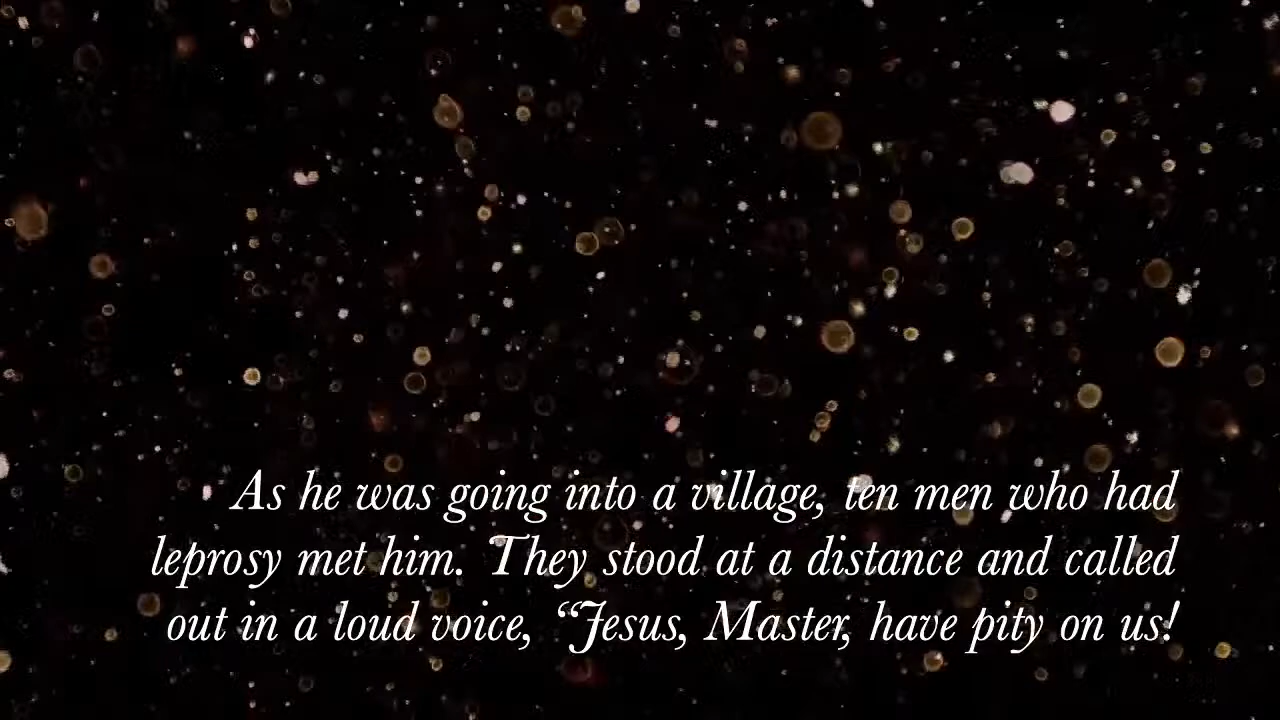 As he was going into a village, ten men who had
leprosy met him. They stood at a distance and called
out in a loud voice, “Jesus, Master, have pity on us!